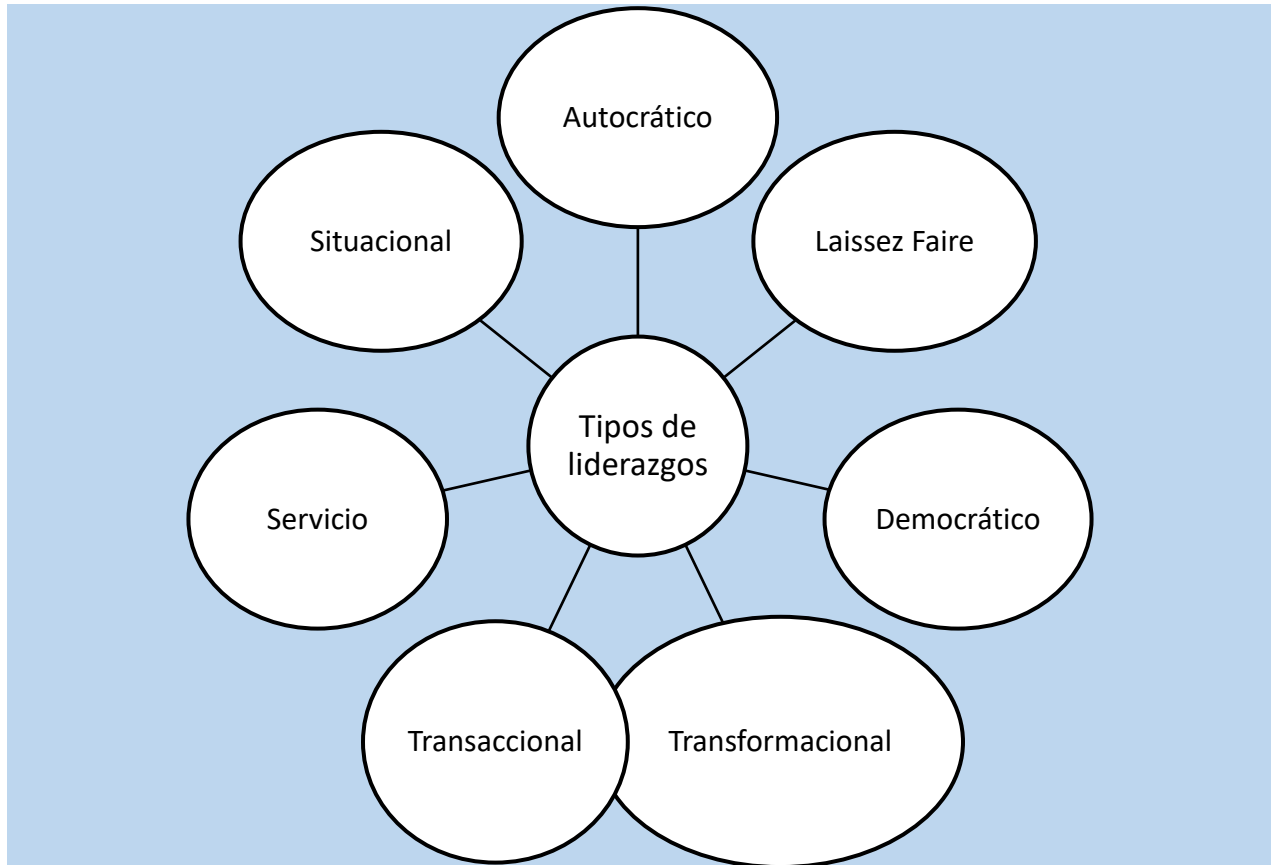 Autocrático
Situacional
Laissez Faire
Tipos de
liderazgos
Servicio
Democrático
Transaccional
Transformacional